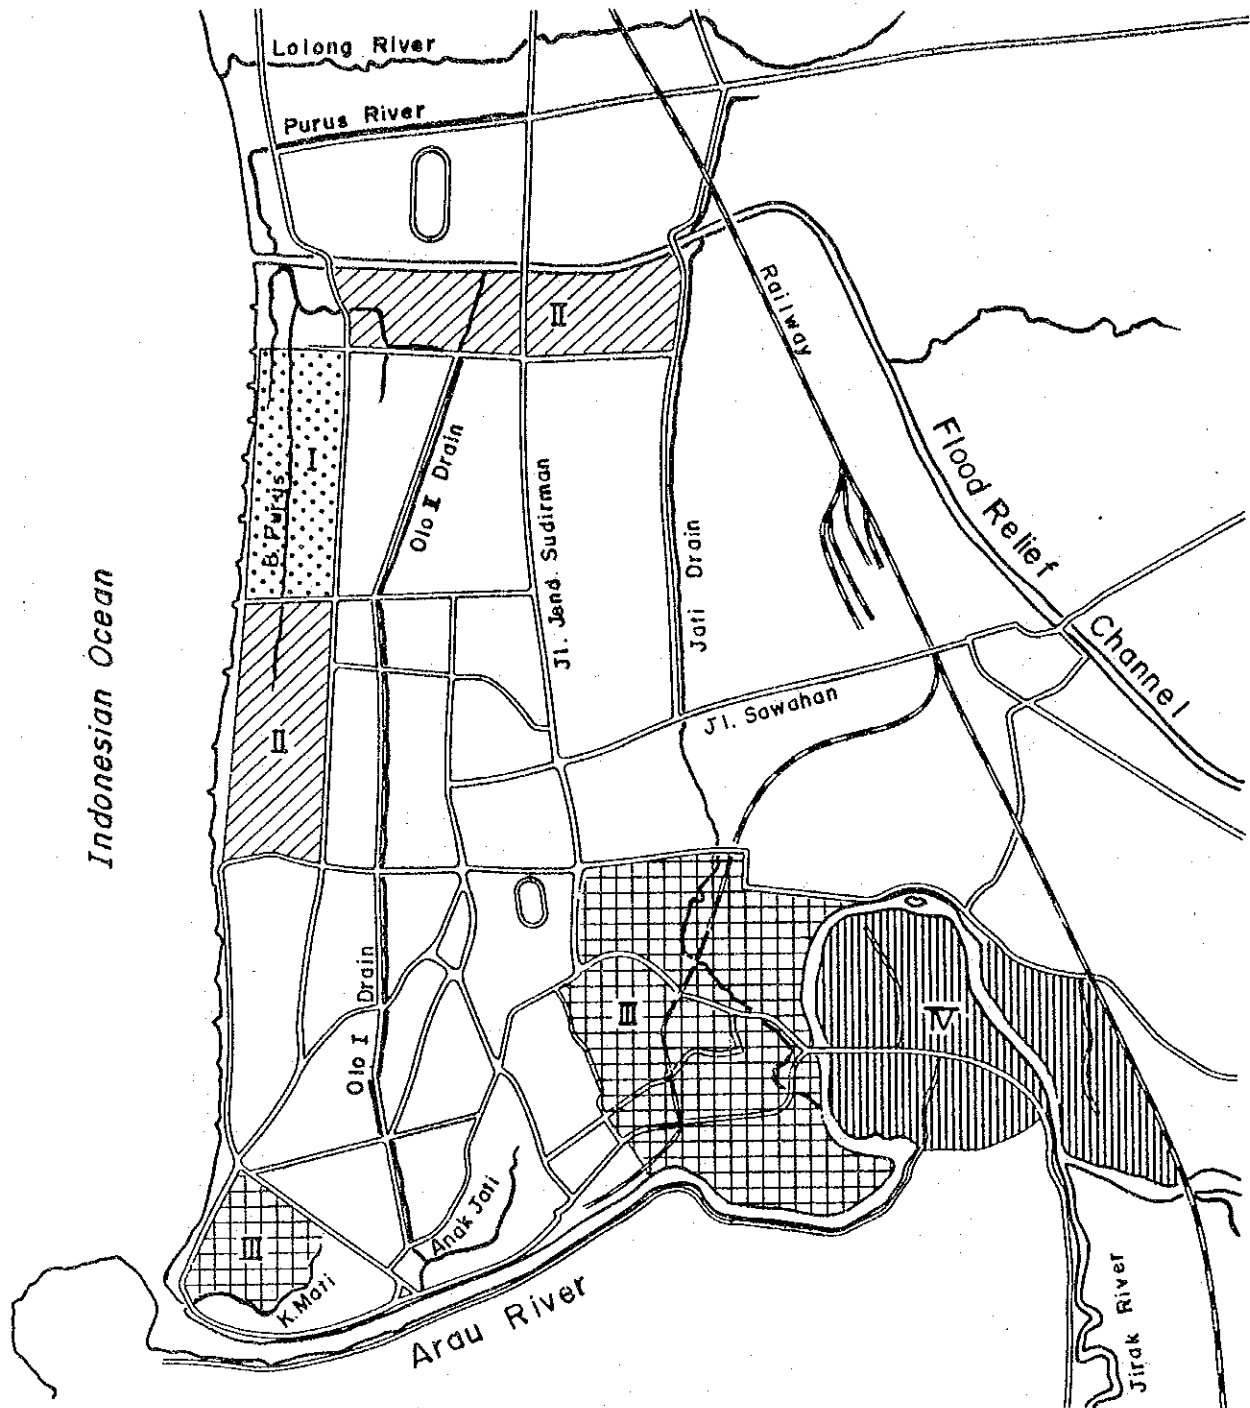 Lolong River
Purus River
Railway
II
I
B. Purus
Olo II Drain
Jl. Jend. Sudirman
Jati Drain
Flood Relief Channel
Indonesian Ocean
II
Jl. Sawahan
Olo I Drain
III
IV
Anak Jati
III
K. Mati
Arau River
Jirak River